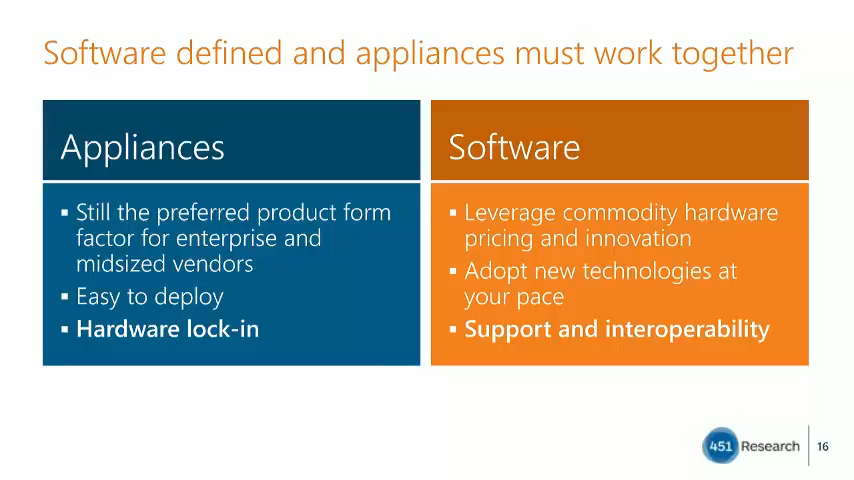 Software defined and appliances must work together
Appliances
▪ Still the preferred product form
factor for enterprise and
midsized vendors
▪ Easy to deploy
▪ Hardware lock-in
Software
▪ Leverage commodity hardware
pricing and innovation
▪ Adopt new technologies at
your pace
▪ Support and interoperability
451 Research
16